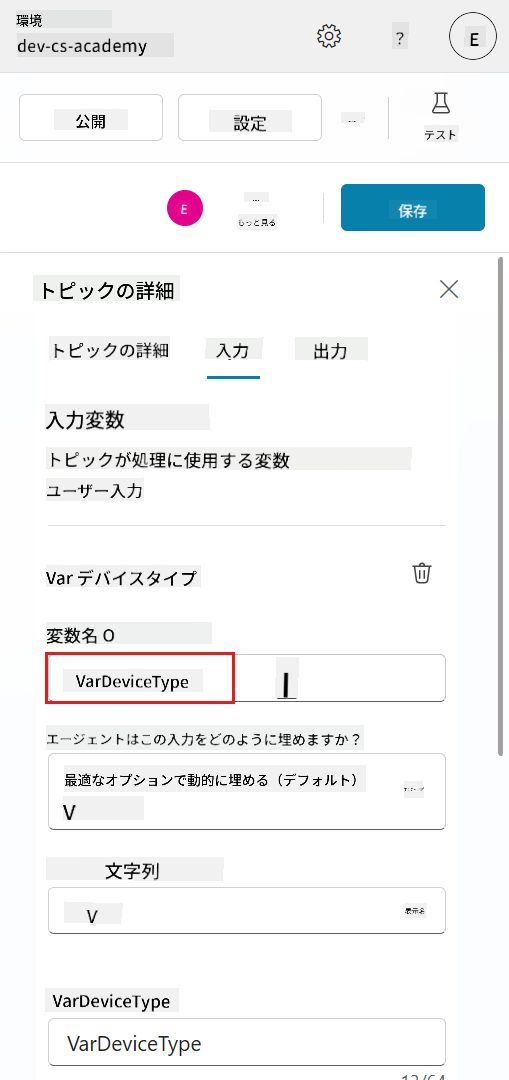 環境
dev-cs-academy
?
E
公開
設定
...
テスト
E
...
もっと見る
保存
トピックの詳細
トピックの詳細
入力
出力
入力変数
トピックが処理に使用する変数
ユーザー入力
Var デバイスタイプ
変数名 O
VarDeviceType
エージェントはこの入力をどのように埋めますか？
最適なオプションで動的に埋める（デフォルト）
V
文字列
V
表示名
VarDeviceType
VarDeviceType